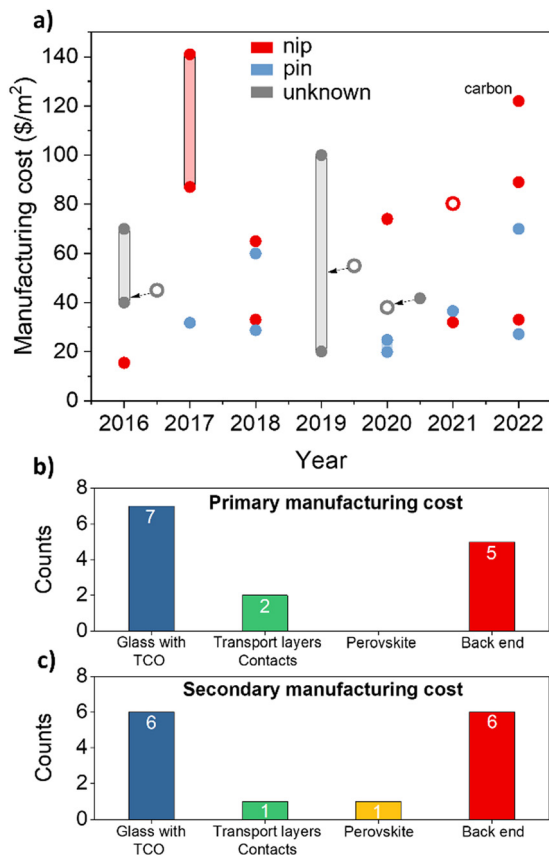 a)
nip
pin
unknown
carbon
Manufacturing cost ($/m²)
140
120
100
80
60
40
20
0
2016 2017 2018 2019 2020 2021 2022
Year
b)
Primary manufacturing cost
Counts
8
6
4
2
0
7
2
5
Glass with TCO
Transport layers Contacts
Perovskite
Back end
c)
Secondary manufacturing cost
Counts
8
6
4
2
0
6
1
1
6
Glass with TCO
Transport layers Contacts
Perovskite
Back end